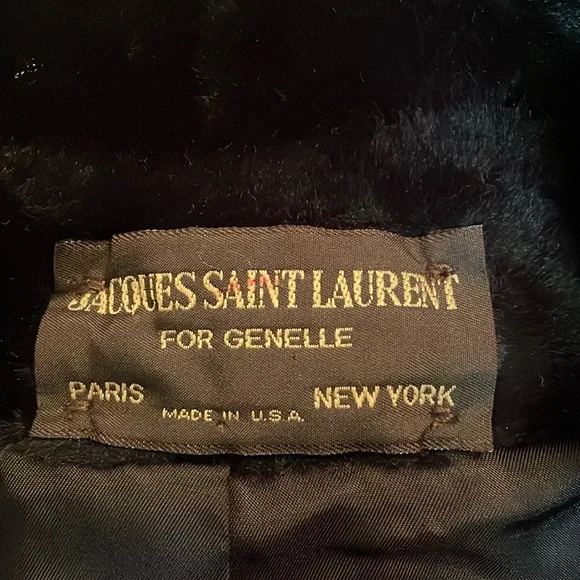 JACQUES SAINT LAURENT
FOR GENELLE
PARIS NEW YORK
MADE IN U.S.A.